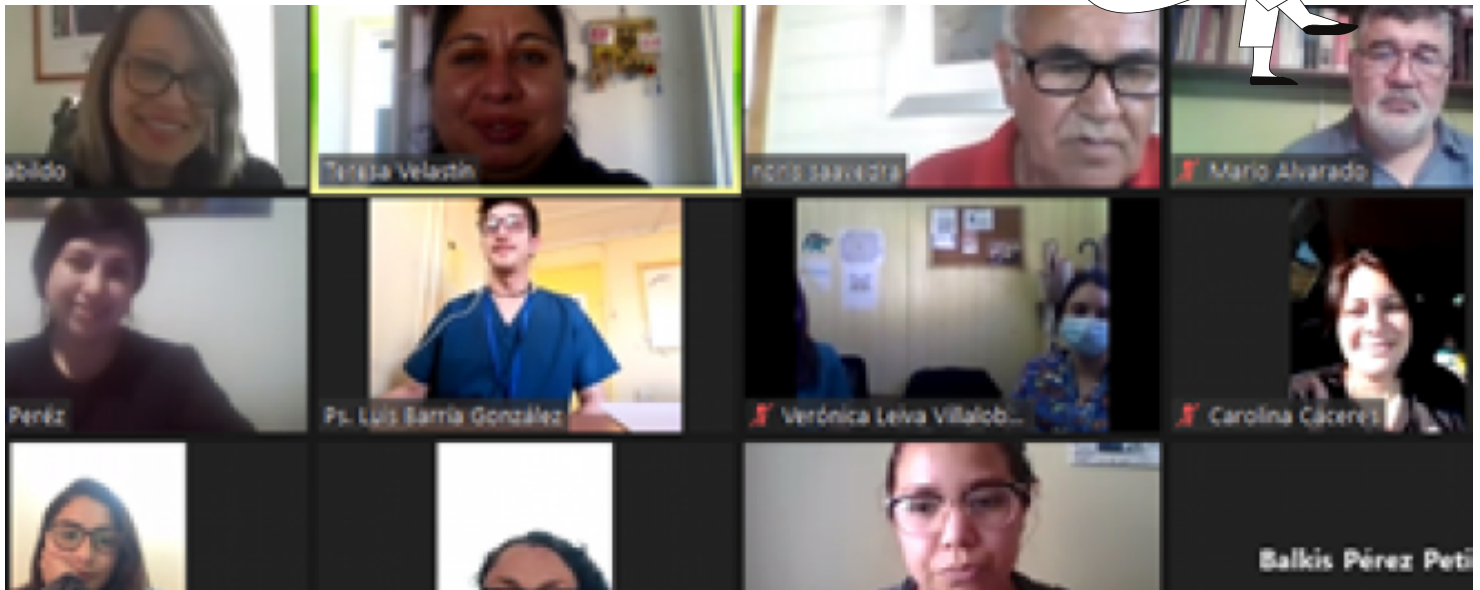 abildo
Teresa Velastín
noris saavedra
Mario Alvarado
Peréz
Ps. Luis Barría González
Verónica Leiva Villalob...
Carolina Cáceres
Balkis Pérez Peti